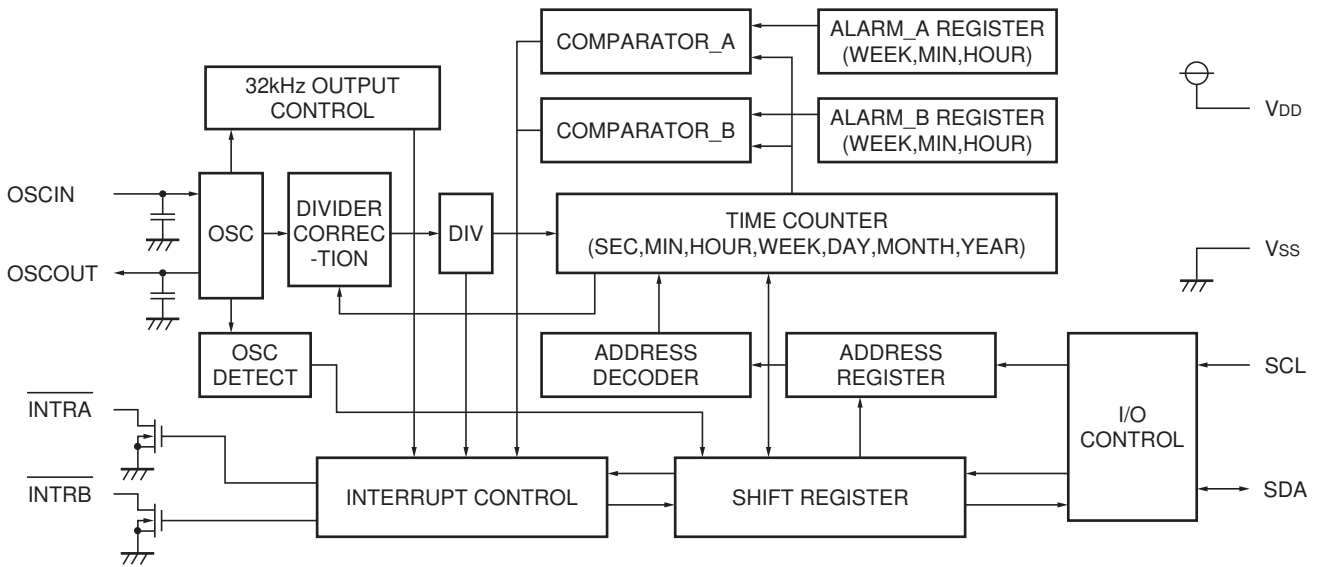 COMPARATOR_A
ALARM_A REGISTER
(WEEK,MIN,HOUR)
32kHz OUTPUT
CONTROL
VDD
COMPARATOR_B
ALARM_B REGISTER
(WEEK,MIN,HOUR)
OSCIN
OSC
DIVIDER
CORREC
-TION
DIV
TIME COUNTER
(SEC,MIN,HOUR,WEEK,DAY,MONTH,YEAR)
VSS
OSCOUT
OSC
DETECT
ADDRESS
DECODER
ADDRESS
REGISTER
I/O
CONTROL
SCL
INTRA
INTRB
INTERRUPT CONTROL
SHIFT REGISTER
SDA